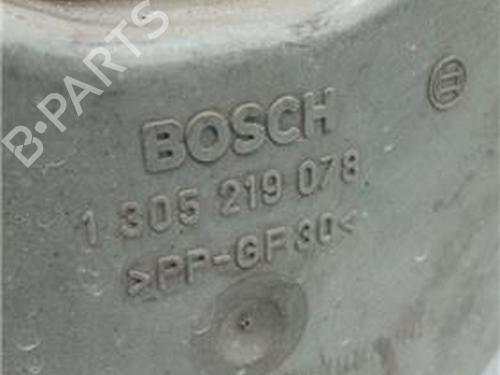 B-PARTS
BOSCH
1 305 219 078
>PP-GF30<